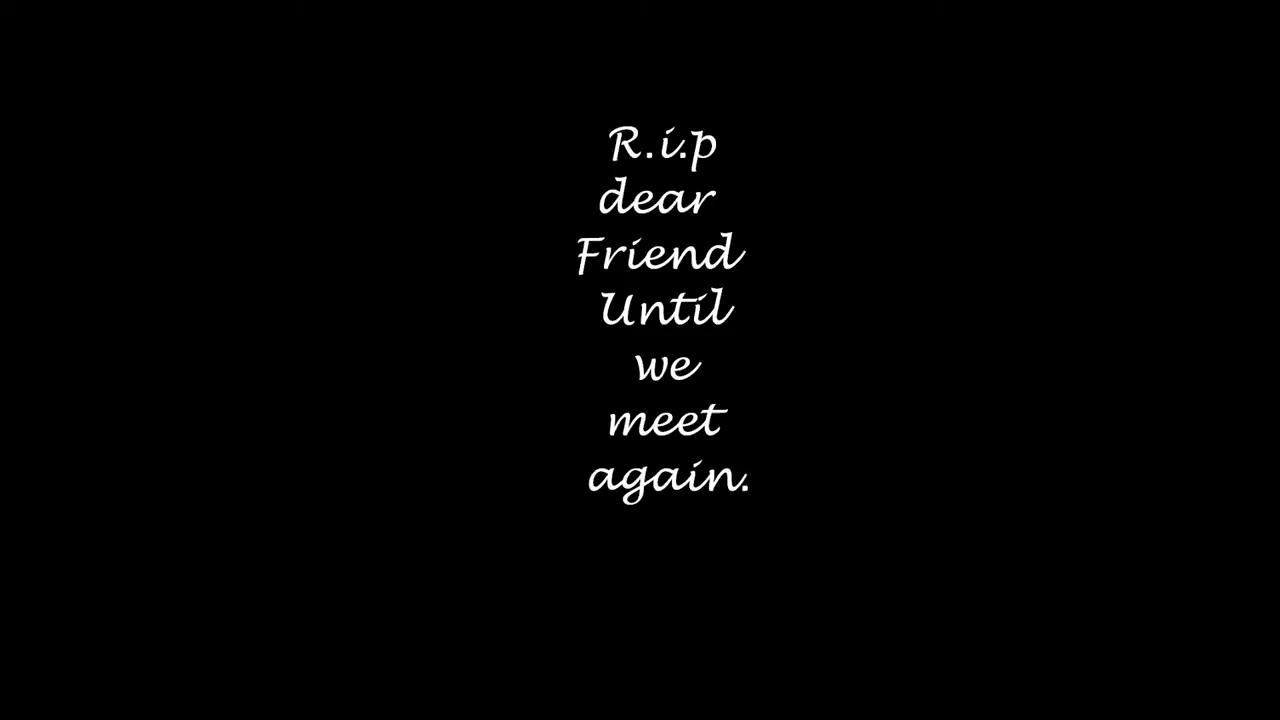 R.i.p
dear
Friend
Until
we
meet
again.